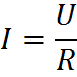 I = U/R